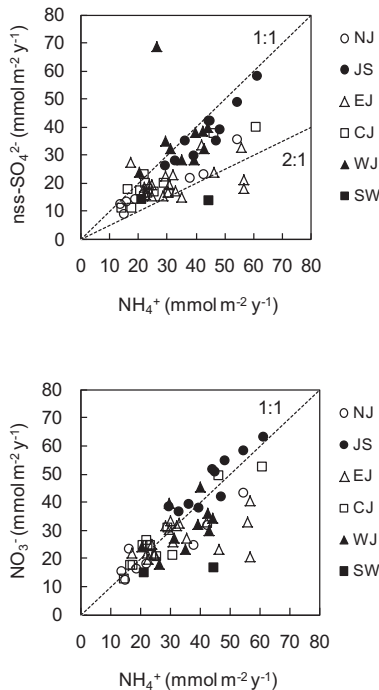 80
70
60
50
40
30
20
10
0
nss-SO₄²⁻ (mmol m⁻² y⁻¹)
1:1
2:1
0 10 20 30 40 50 60 70 80
NH₄⁺ (mmol m⁻² y⁻¹)
NJ
JS
EJ
CJ
WJ
SW
80
70
60
50
40
30
20
10
0
NO₃⁻ (mmol m⁻² y⁻¹)
1:1
0 10 20 30 40 50 60 70 80
NH₄⁺ (mmol m⁻² y⁻¹)
NJ
JS
EJ
CJ
WJ
SW